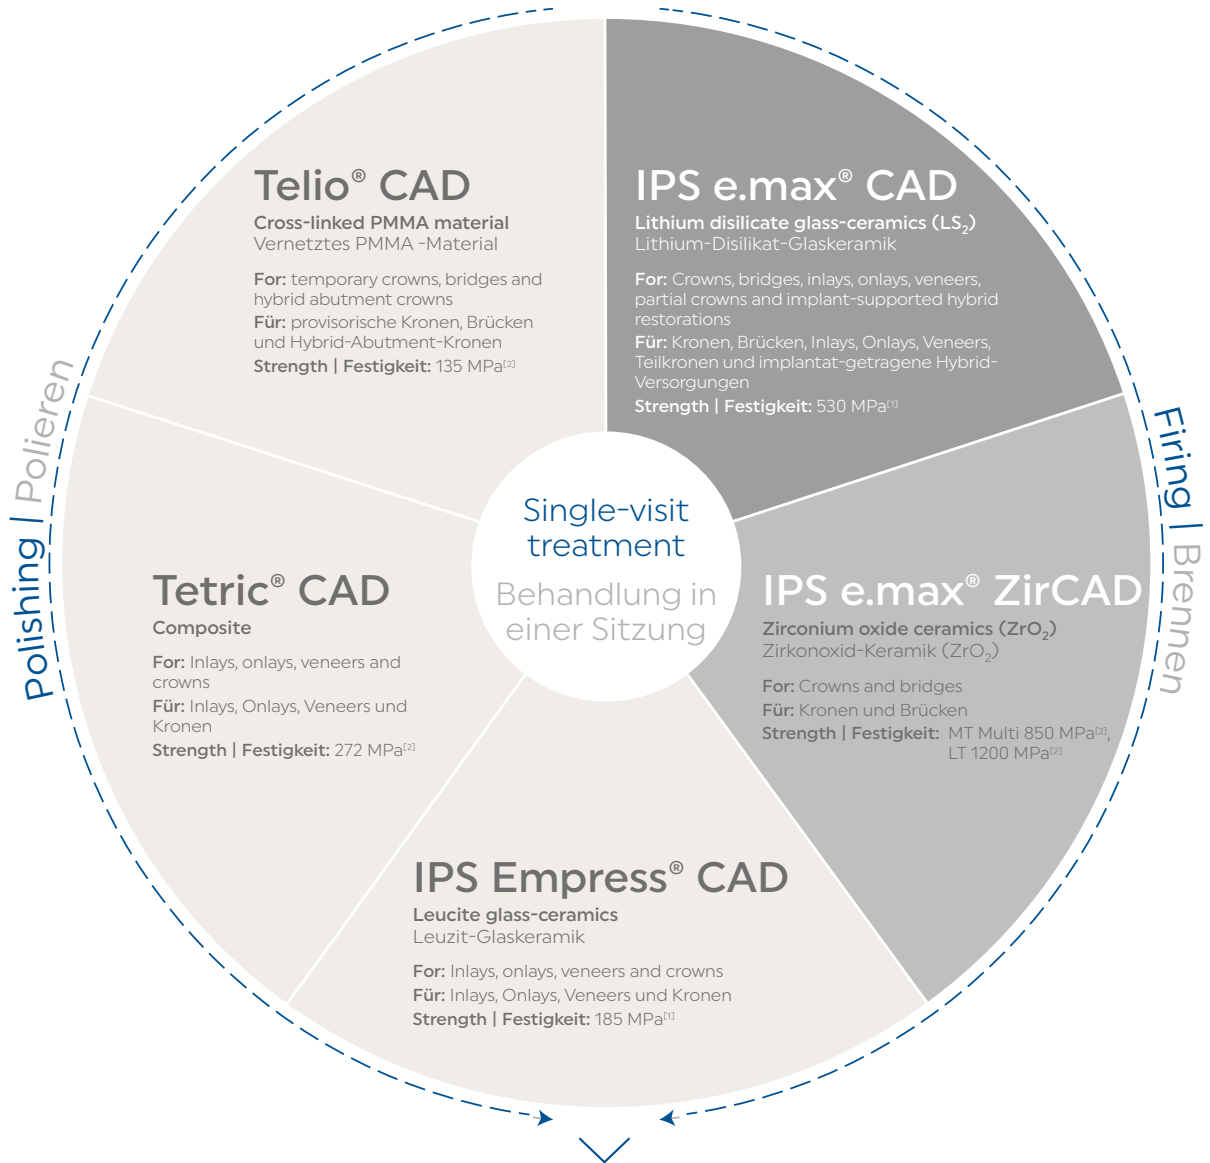 Telio® CAD
Cross-linked PMMA material
Vernetztes PMMA -Material
For: temporary crowns, bridges and
hybrid abutment crowns
Für: provisorische Kronen, Brücken
und Hybrid-Abutment-Kronen
Strength | Festigkeit: 135 MPa[2]
IPS e.max® CAD
Lithium disilicate glass-ceramics (LS₂)
Lithium-Disilikat-Glaskeramik
For: Crowns, bridges, inlays, onlays, veneers,
partial crowns and implant-supported hybrid
restorations
Für: Kronen, Brücken, Inlays, Onlays, Veneers,
Teilkronen und implantat-getragene Hybrid-
Versorgungen
Strength | Festigkeit: 530 MPa[1]
Polishing | Polieren
Firing | Brennen
Single-visit
treatment
Behandlung in
einer Sitzung
Tetric® CAD
Composite
For: Inlays, onlays, veneers and
crowns
Für: Inlays, Onlays, Veneers und
Kronen
Strength | Festigkeit: 272 MPa[2]
IPS e.max® ZirCAD
Zirconium oxide ceramics (ZrO₂)
Zirkonoxid-Keramik (ZrO₂)
For: Crowns and bridges
Für: Kronen und Brücken
Strength | Festigkeit: MT Multi 850 MPa[2],
LT 1200 MPa[2]
IPS Empress® CAD
Leucite glass-ceramics
Leuzit-Glaskeramik
For: Inlays, onlays, veneers and crowns
Für: Inlays, Onlays, Veneers und Kronen
Strength | Festigkeit: 185 MPa[1]